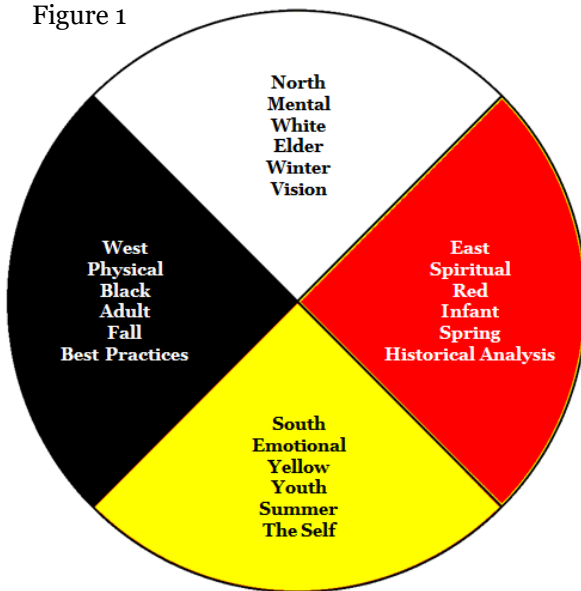 Figure 1
North
Mental
White
Elder
Winter
Vision
West
Physical
Black
Adult
Fall
Best Practices
East
Spiritual
Red
Infant
Spring
Historical Analysis
South
Emotional
Yellow
Youth
Summer
The Self